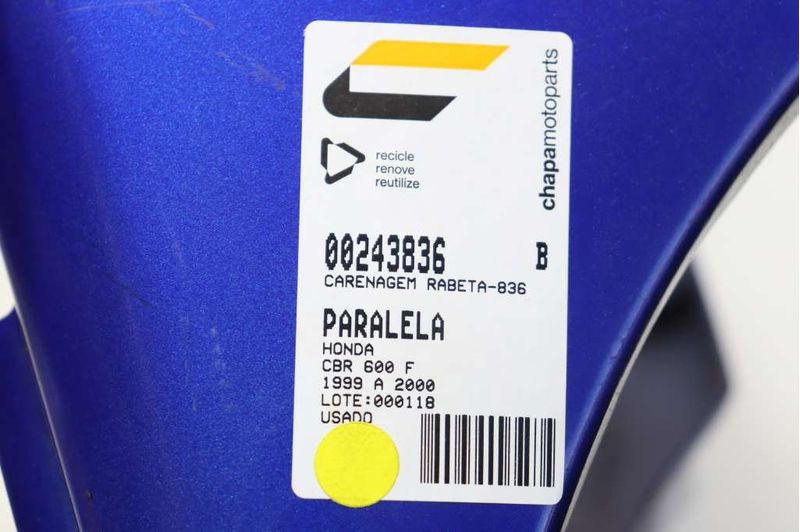 chapamotoparts
recicle
renove
reutilize
00243836 B
CARENAGEM RABETA-836
PARALELA
HONDA
CBR 600 F
1999 A 2000
LOTE:000118
USADO